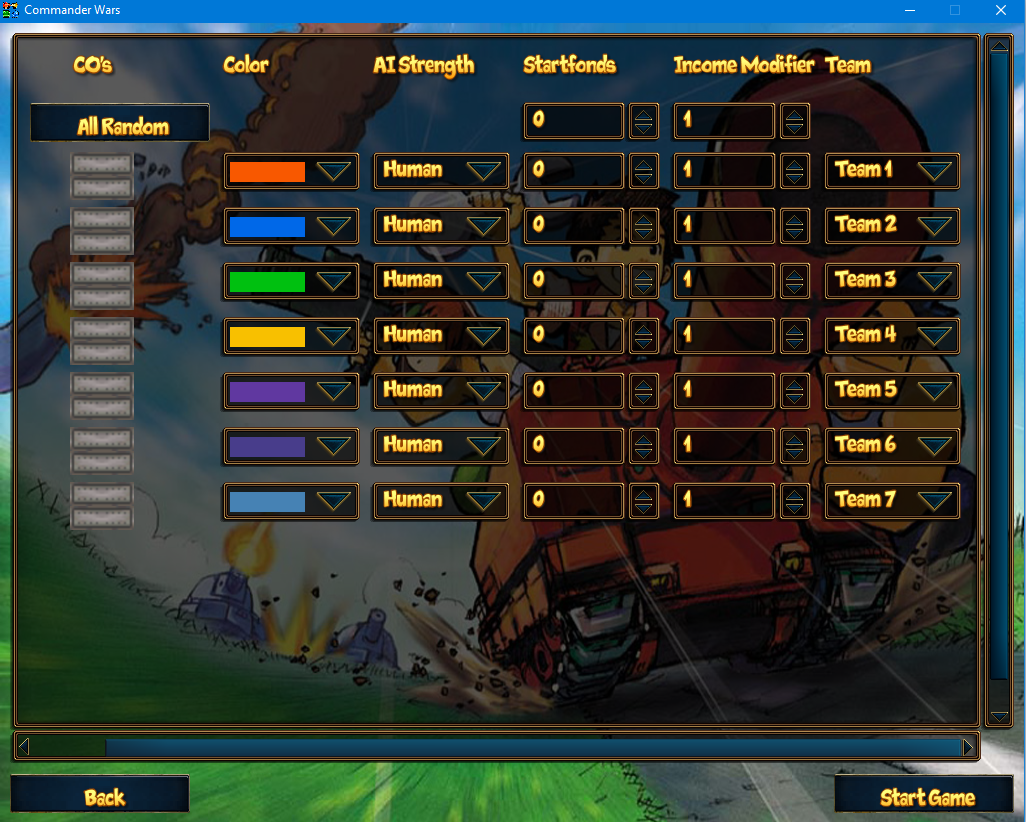 Commander Wars
CO's Color AI Strength Startfonds Income Modifier Team
All Random 0 1
Human 0 1 Team 1
Human 0 1 Team 2
Human 0 1 Team 3
Human 0 1 Team 4
Human 0 1 Team 5
Human 0 1 Team 6
Human 0 1 Team 7
Back Start Game